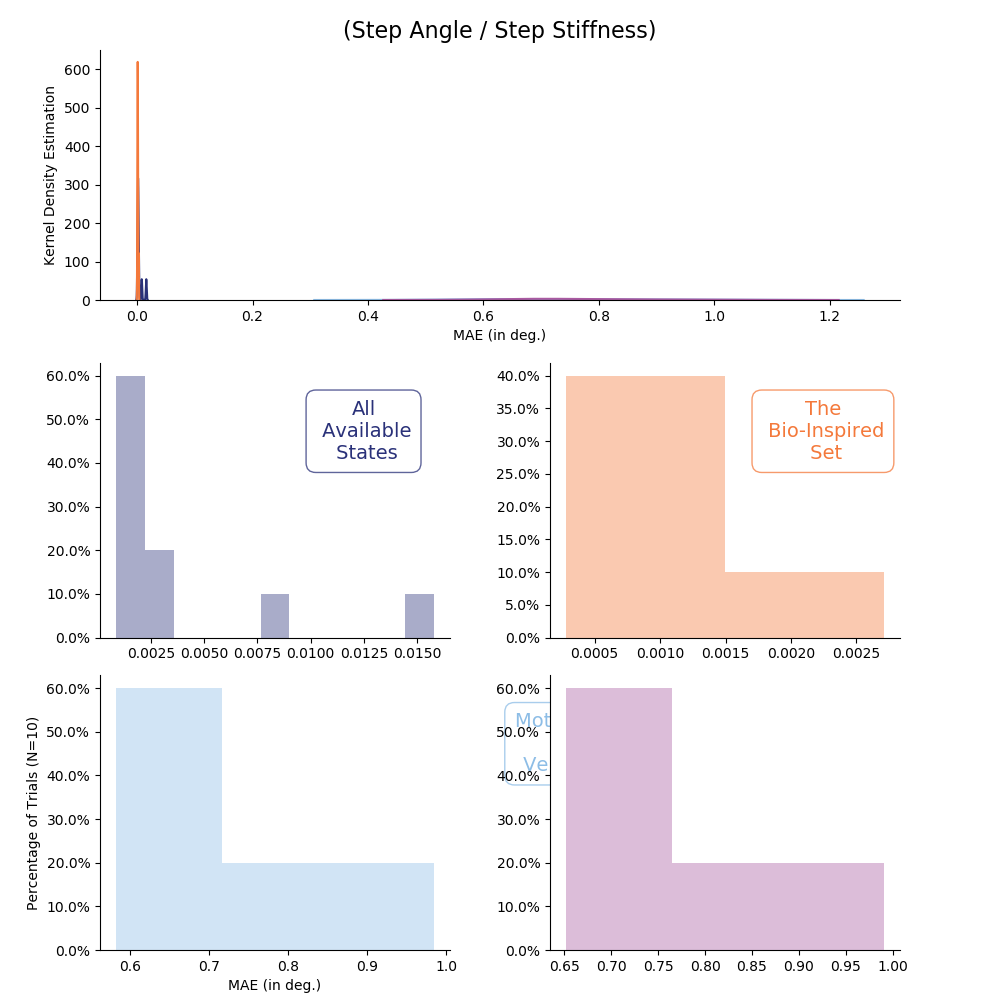 (Step Angle / Step Stiffness)
600
500
400
300
200
100
0
Kernel Density Estimation
0.0 0.2 0.4 0.6 0.8 1.0 1.2
MAE (in deg.)
60.0%
50.0%
40.0%
30.0%
20.0%
10.0%
0.0%
All
Available
States
0.0025 0.0050 0.0075 0.0100 0.0125 0.0150
40.0%
35.0%
30.0%
25.0%
20.0%
15.0%
10.0%
5.0%
0.0%
The
Bio-Inspired
Set
0.0005 0.0010 0.0015 0.0020 0.0025
60.0%
50.0%
40.0%
30.0%
20.0%
10.0%
0.0%
Percentage of Trials (N=10)
0.6 0.7 0.8 0.9 1.0
MAE (in deg.)
Mot
Ve
60.0%
50.0%
40.0%
30.0%
20.0%
10.0%
0.0%
0.65 0.70 0.75 0.80 0.85 0.90 0.95 1.00